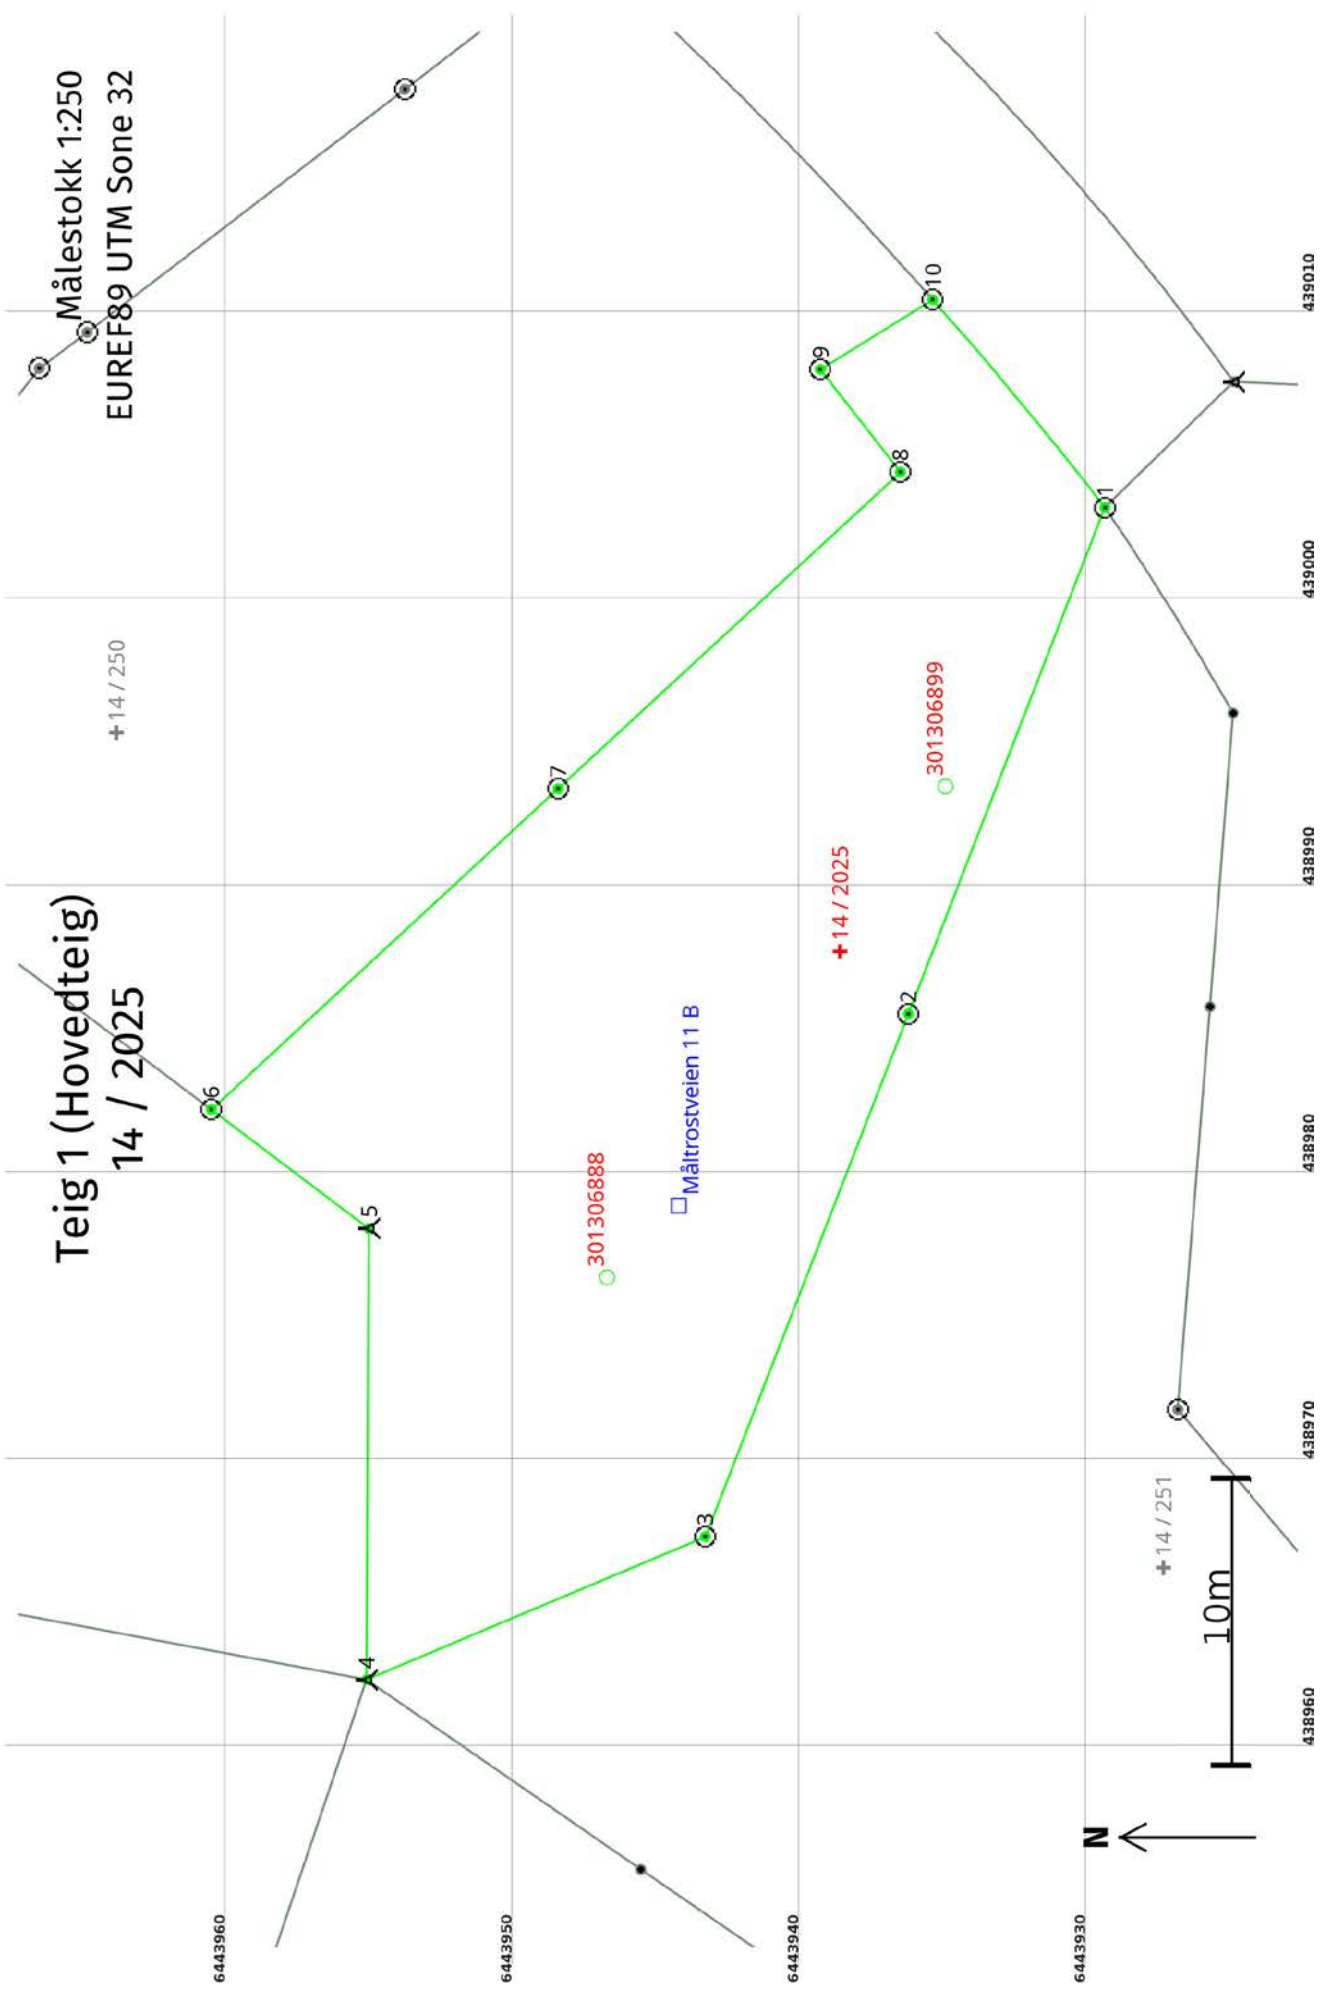 Teig 1 (Hovedteig)
14 / 2025
Målestokk 1:250
EUREF89 UTM Sone 32
14 / 250
6
5
4
3
2
1
7
8
9
10
301306888
Måltrostveien 11 B
14 / 2025
301306899
14 / 251
10m
N
6443960
6443950
6443940
6443930
438960
438970
438980
438990
439000
439010